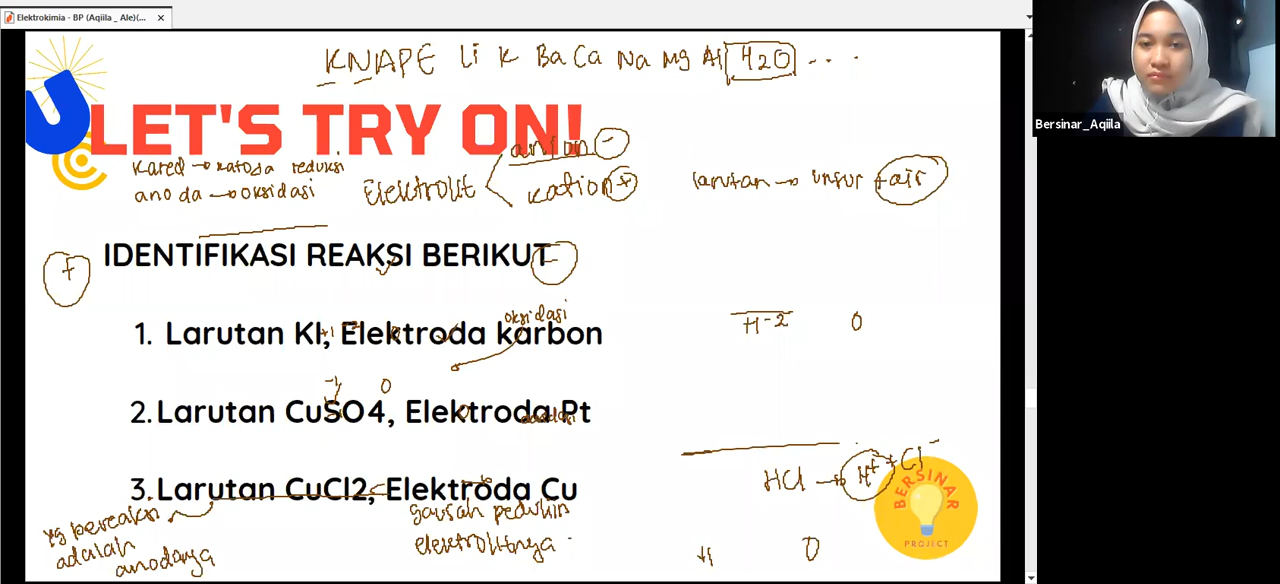 Elektrokimia - BP (Aqiila _ Ale)(...
KNJAPE Li K Ba Ca Na Mg Al H2O ...
LET'S TRY ON!
Kared → katoda reduksi
anoda → oksidasi
Elektrolit
anion -
kation +
larutan → unsur + air
IDENTIFIKASI REAKSI BERIKUT
+
-
oksidasi
1. Larutan KI, Elektroda karbon
H -2 0
-1 0
2. Larutan CuSO4, Elektroda Pt
HCl → H+ + Cl-
3. Larutan CuCl2, Elektroda Cu
yg bereaksi
adalah
anodanya
gausah peduliin
elektrolitnya
H 0
BERSINAR
PROJECT
Bersinar_Aqiila